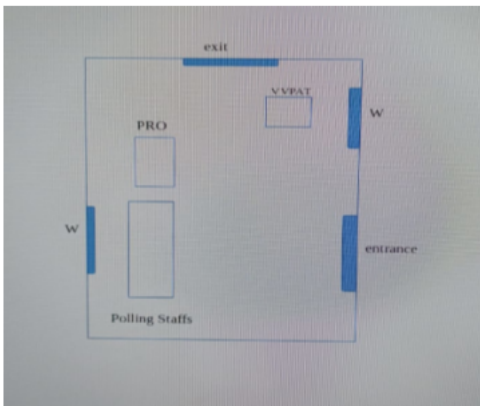 exit
VVPAT
W
PRO
W
entrance
Polling Staffs